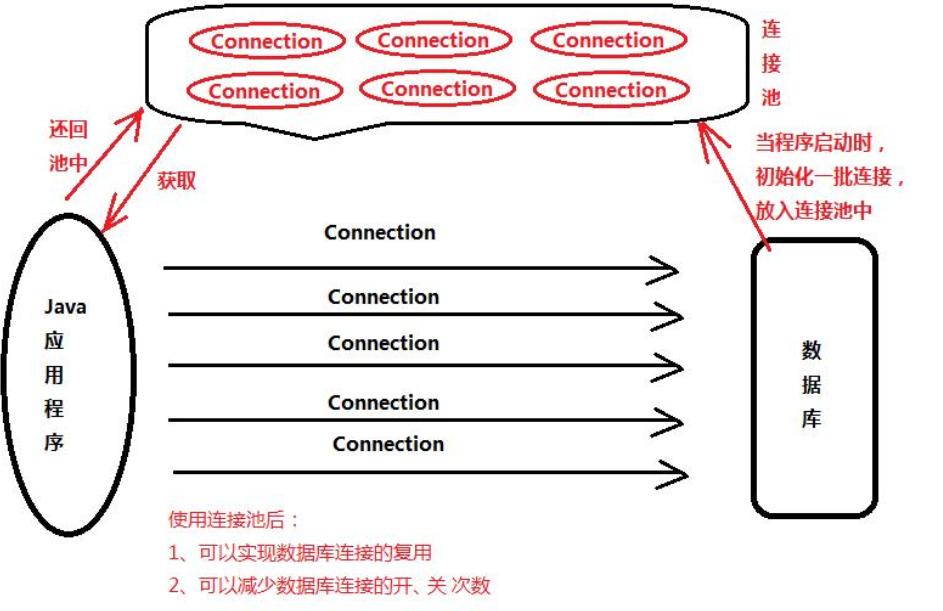 Connection Connection Connection
Connection Connection Connection
连
接
池
还回
池中
获取
当程序启动时，
初始化一批连接，
放入连接池中
Java
应
用
程
序
Connection
Connection
Connection
Connection
Connection
数
据
库
使用连接池后：
1、可以实现数据库连接的复用
2、可以减少数据库连接的开、关 次数